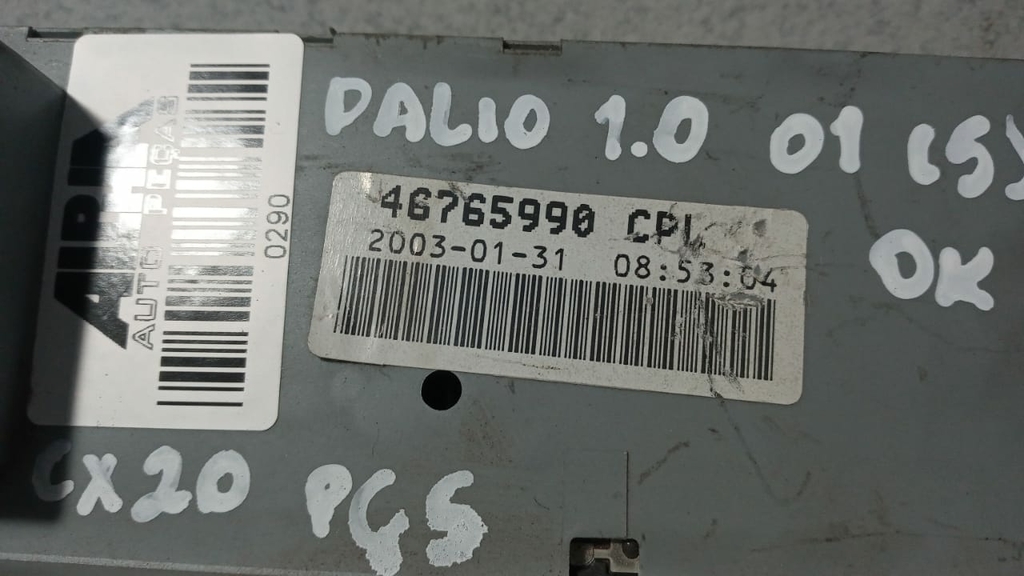 PALIO 1.0 01 (S)
OK
46765990 CPL
2003-01-31 08:53:04
0290
AUTO PEÇAS
CX20 PGS